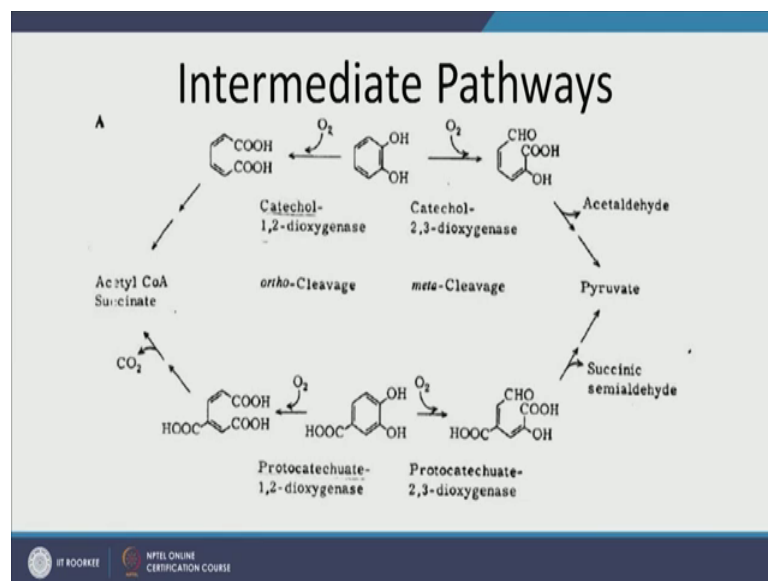 Intermediate Pathways
A
O2
O2
COOH
COOH
OH
OH
CHO
COOH
OH
Catechol-
1,2-dioxygenase
Catechol-
2,3-dioxygenase
Acetaldehyde
Acetyl CoA
Succinate
ortho-Cleavage
meta-Cleavage
Pyruvate
CO2
O2
O2
Succinic
semialdehyde
HOOC
COOH
COOH
HOOC
OH
OH
HOOC
CHO
COOH
OH
Protocatechuate-
1,2-dioxygenase
Protocatechuate-
2,3-dioxygenase
IIT ROORKEE
NPTEL ONLINE
CERTIFICATION COURSE